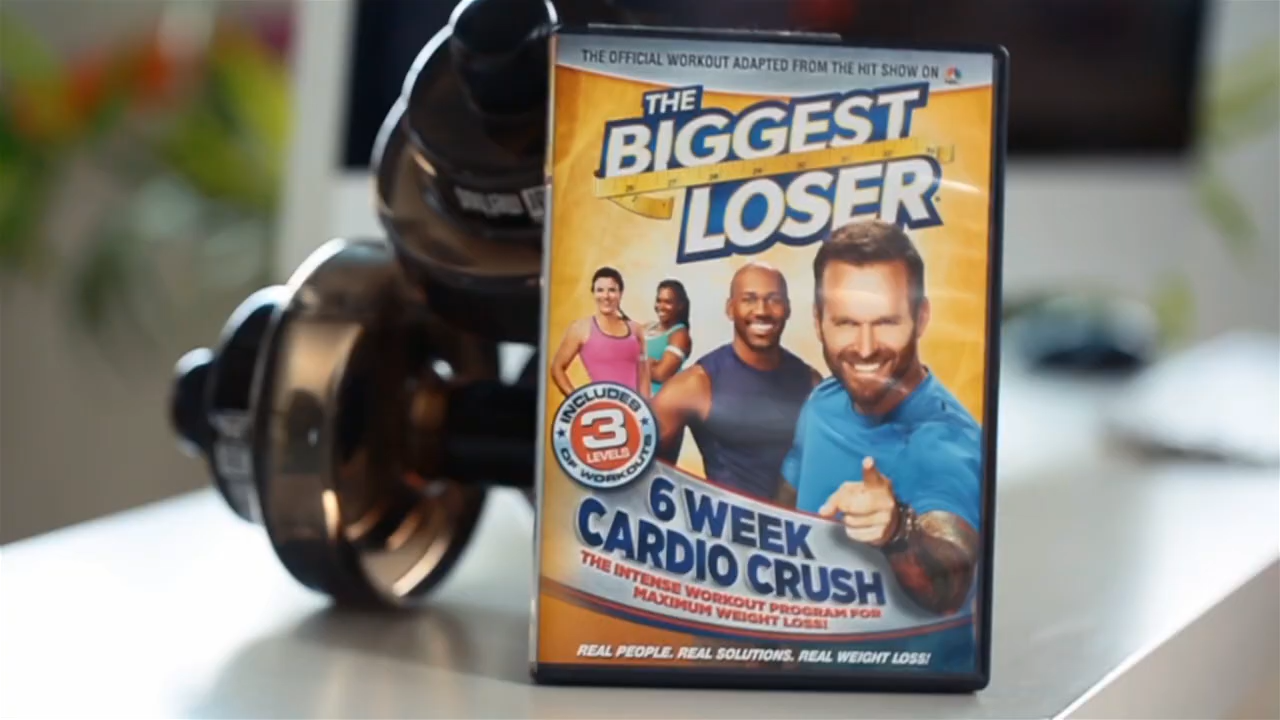 THE OFFICIAL WORKOUT ADAPTED FROM THE HIT SHOW ON
THE
BIGGEST
LOSER
INCLUDES
3
LEVELS
OF WORKOUTS
6 WEEK
CARDIO CRUSH
THE INTENSE WORKOUT PROGRAM FOR
MAXIMUM WEIGHT LOSS!
REAL PEOPLE. REAL SOLUTIONS. REAL WEIGHT LOSS!